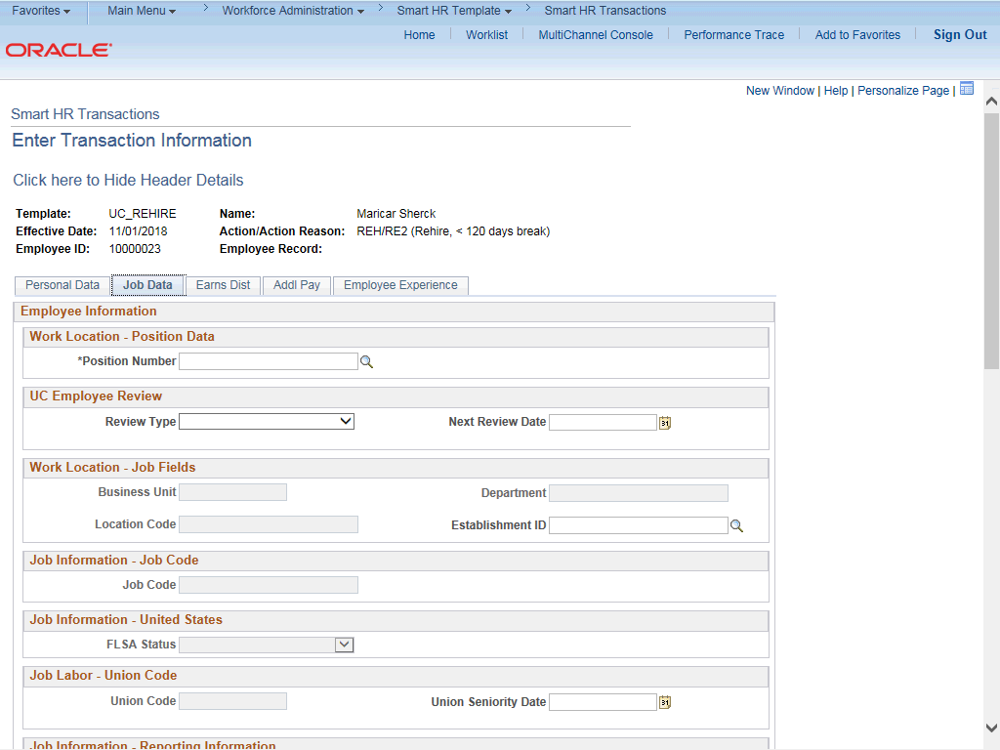 Favorites Main Menu > Workforce Administration > Smart HR Template > Smart HR Transactions
Home Worklist MultiChannel Console Performance Trace Add to Favorites Sign Out
ORACLE
New Window | Help | Personalize Page |
Smart HR Transactions
Enter Transaction Information
Click here to Hide Header Details
Template: UC_REHIRE Name: Maricar Sherck
Effective Date: 11/01/2018 Action/Action Reason: REH/RE2 (Rehire, < 120 days break)
Employee ID: 10000023 Employee Record:
Personal Data Job Data Earns Dist Addl Pay Employee Experience
Employee Information
Work Location - Position Data
*Position Number
UC Employee Review
Review Type Next Review Date 31
Work Location - Job Fields
Business Unit Department
Location Code Establishment ID
Job Information - Job Code
Job Code
Job Information - United States
FLSA Status
Job Labor - Union Code
Union Code Union Seniority Date 31
Job Information - Reporting Information